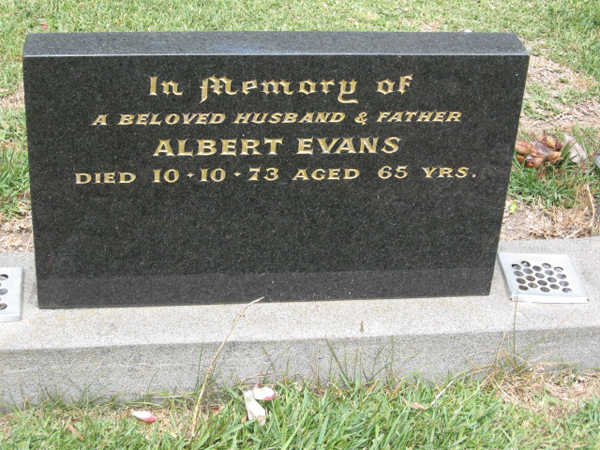 In Memory of
A BELOVED HUSBAND & FATHER
ALBERT EVANS
DIED 10·10·73 AGED 65 YRS.